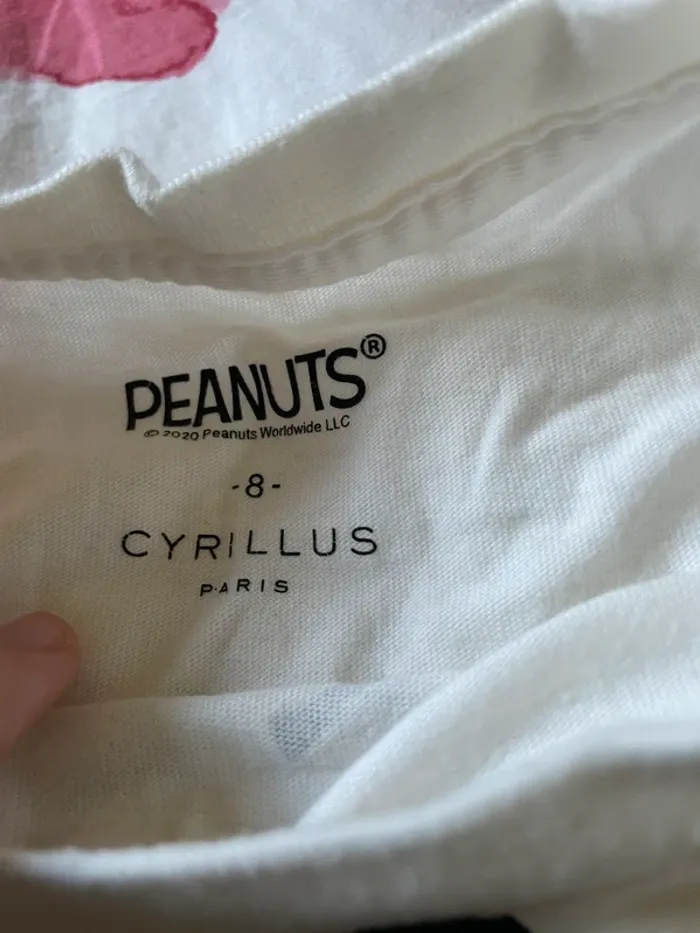 PEANUTS®
© 2020 Peanuts Worldwide LLC
-8-
CYRILLUS
PARIS